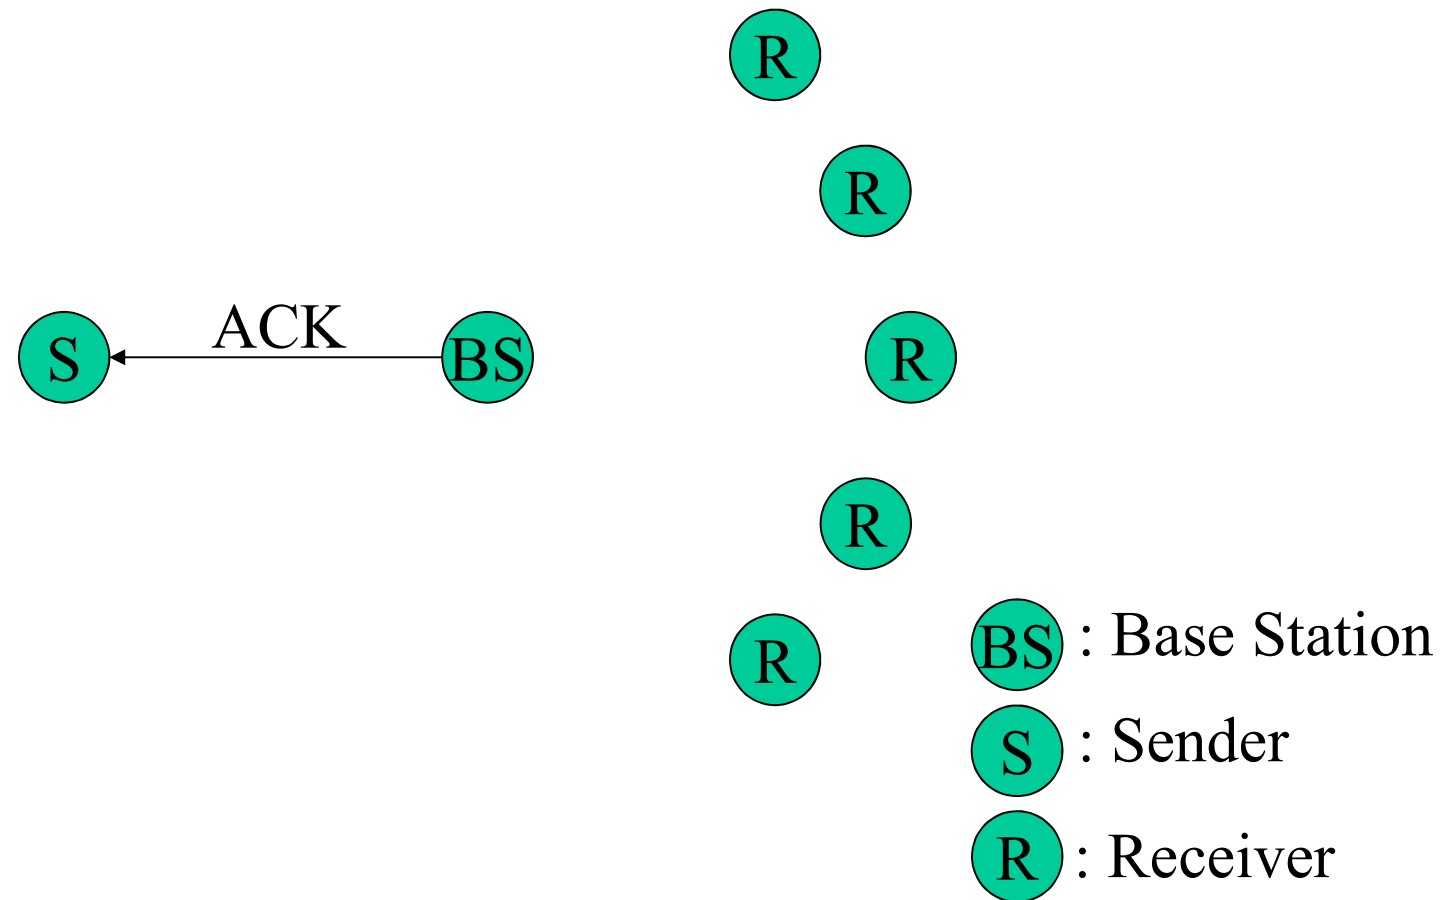 R
R
ACK
S
BS
R
R
R
BS : Base Station
S : Sender
R : Receiver